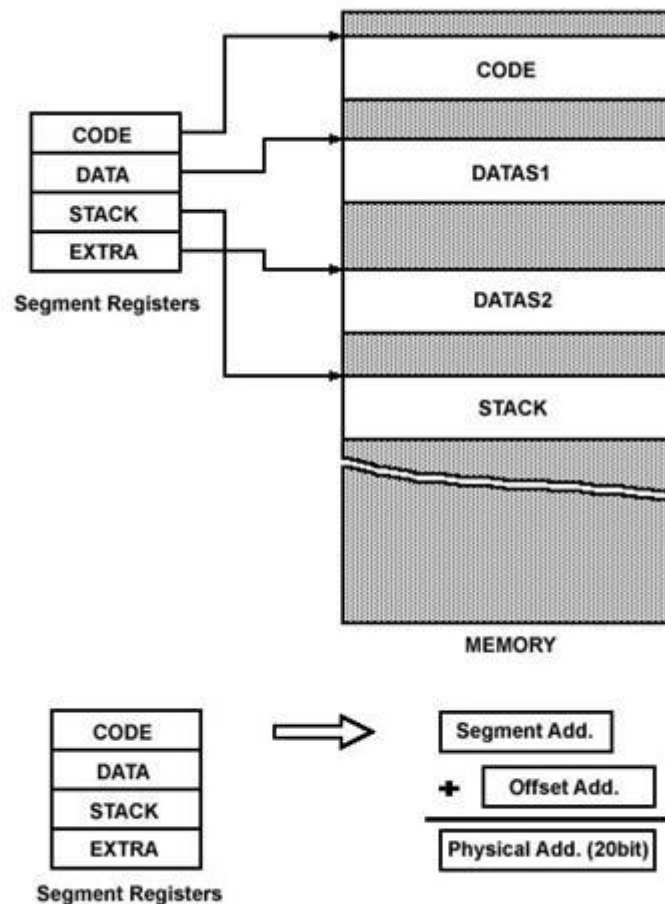 CODE
DATA
STACK
EXTRA
Segment Registers
CODE
DATAS1
DATAS2
STACK
MEMORY
CODE
DATA
STACK
EXTRA
Segment Registers
Segment Add.
+ Offset Add.
Physical Add. (20bit)